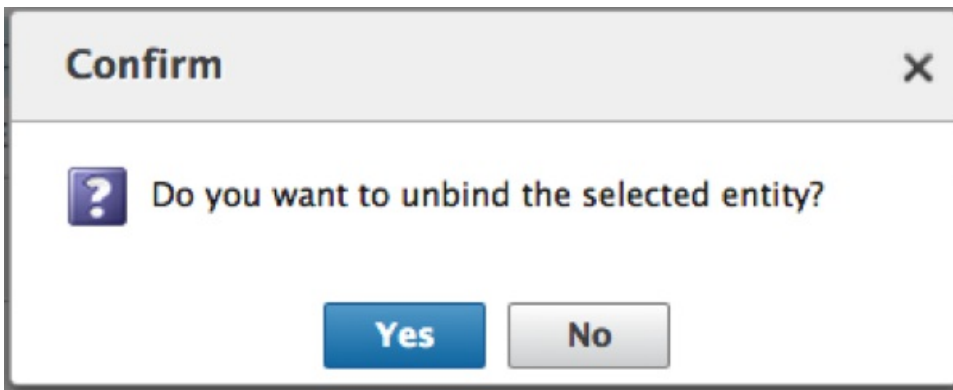 Confirm
Do you want to unbind the selected entity?
Yes
No